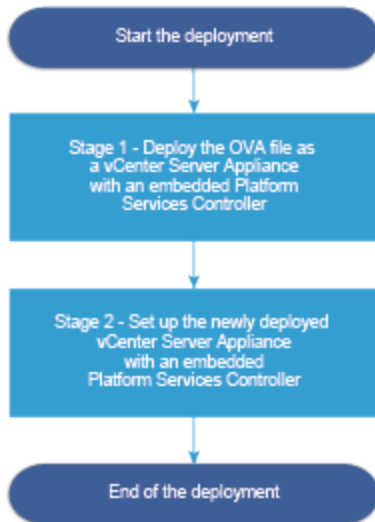 Start the deployment
Stage 1 - Deploy the OVA file as
a vCenter Server Appliance
with an embedded Platform
Services Controller
Stage 2 - Set up the newly deployed
vCenter Server Appliance
with an embedded
Platform Services Controller
End of the deployment